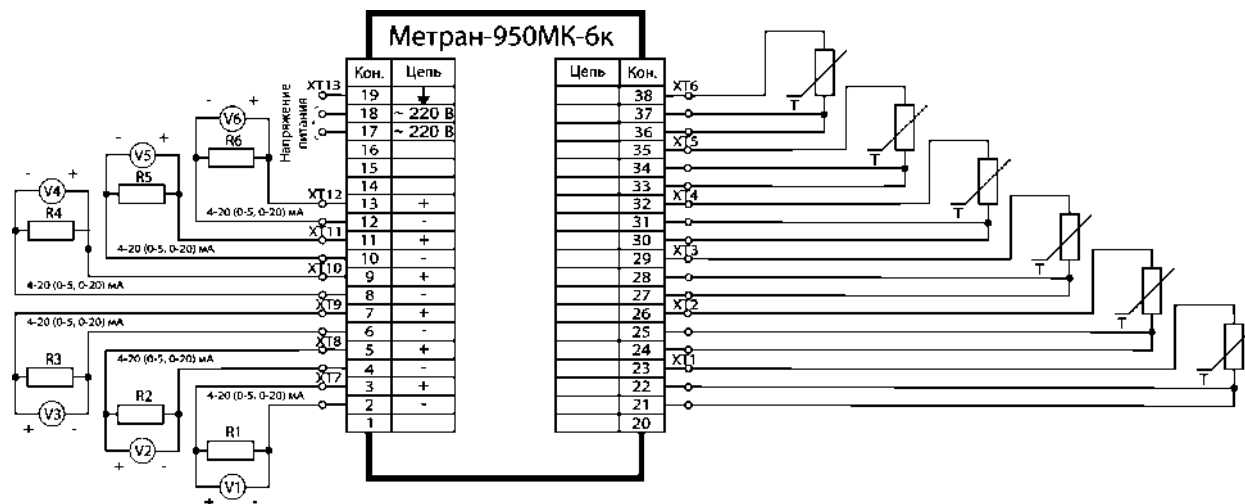 Метран-950МК-6к
Кон. Цепь Цепь Кон.
XT13 19 38 XT6
Напряжение питания
18 ~ 220 В 37
17 ~ 220 В 36
16 35 XT5
15 34
14 33
XT12 13 + 32 XT4
4-20 (0-5, 0-20) мА 12 - 31
XT11 11 + 30
4-20 (0-5, 0-20) мА 10 - 29 XT3
XT10 9 + 28
4-20 (0-5, 0-20) мА 8 - 27
XT9 7 + 26 XT2
4-20 (0-5, 0-20) мА 6 - 25
XT8 5 + 24
4-20 (0-5, 0-20) мА 4 - 23 XT1
XT7 3 + 22
4-20 (0-5, 0-20) мА 2 - 21
1 20
- V6 +
R6
- V5 +
R5
- V4 +
R4
R3
+ V3 -
R2
+ V2 -
R1
+ V1 -
T
T
T
T
T
T